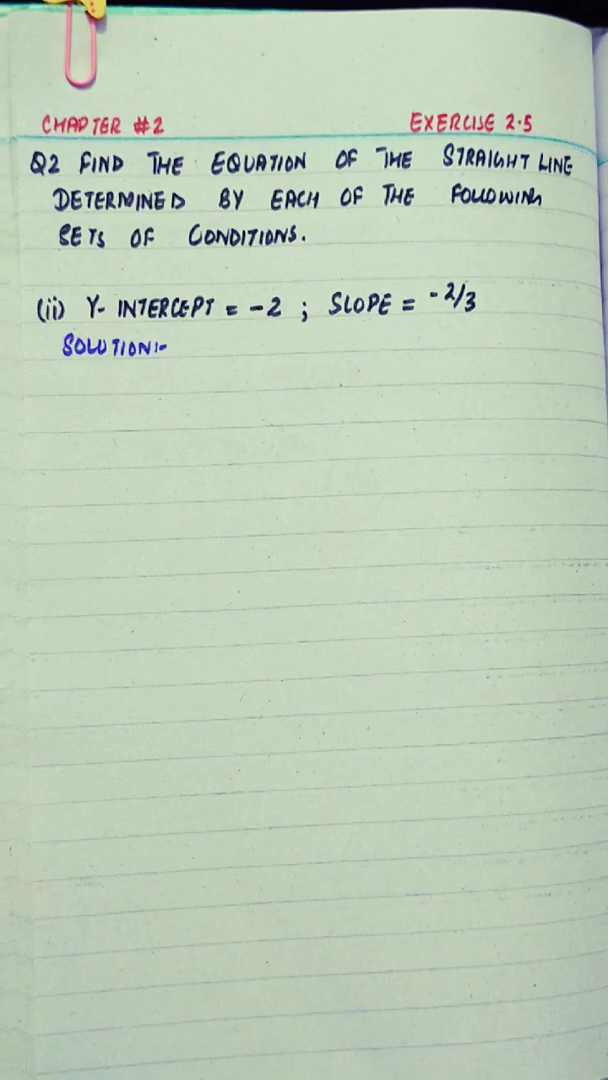 CHAPTER #2 EXERCISE 2.5
Q2 FIND THE EQUATION OF THE STRAIGHT LINE
DETERMINED BY EACH OF THE FOLLOWING
SETS OF CONDITIONS.
(ii) Y-INTERCEPT = -2 ; SLOPE = -2/3
SOLUTION:-